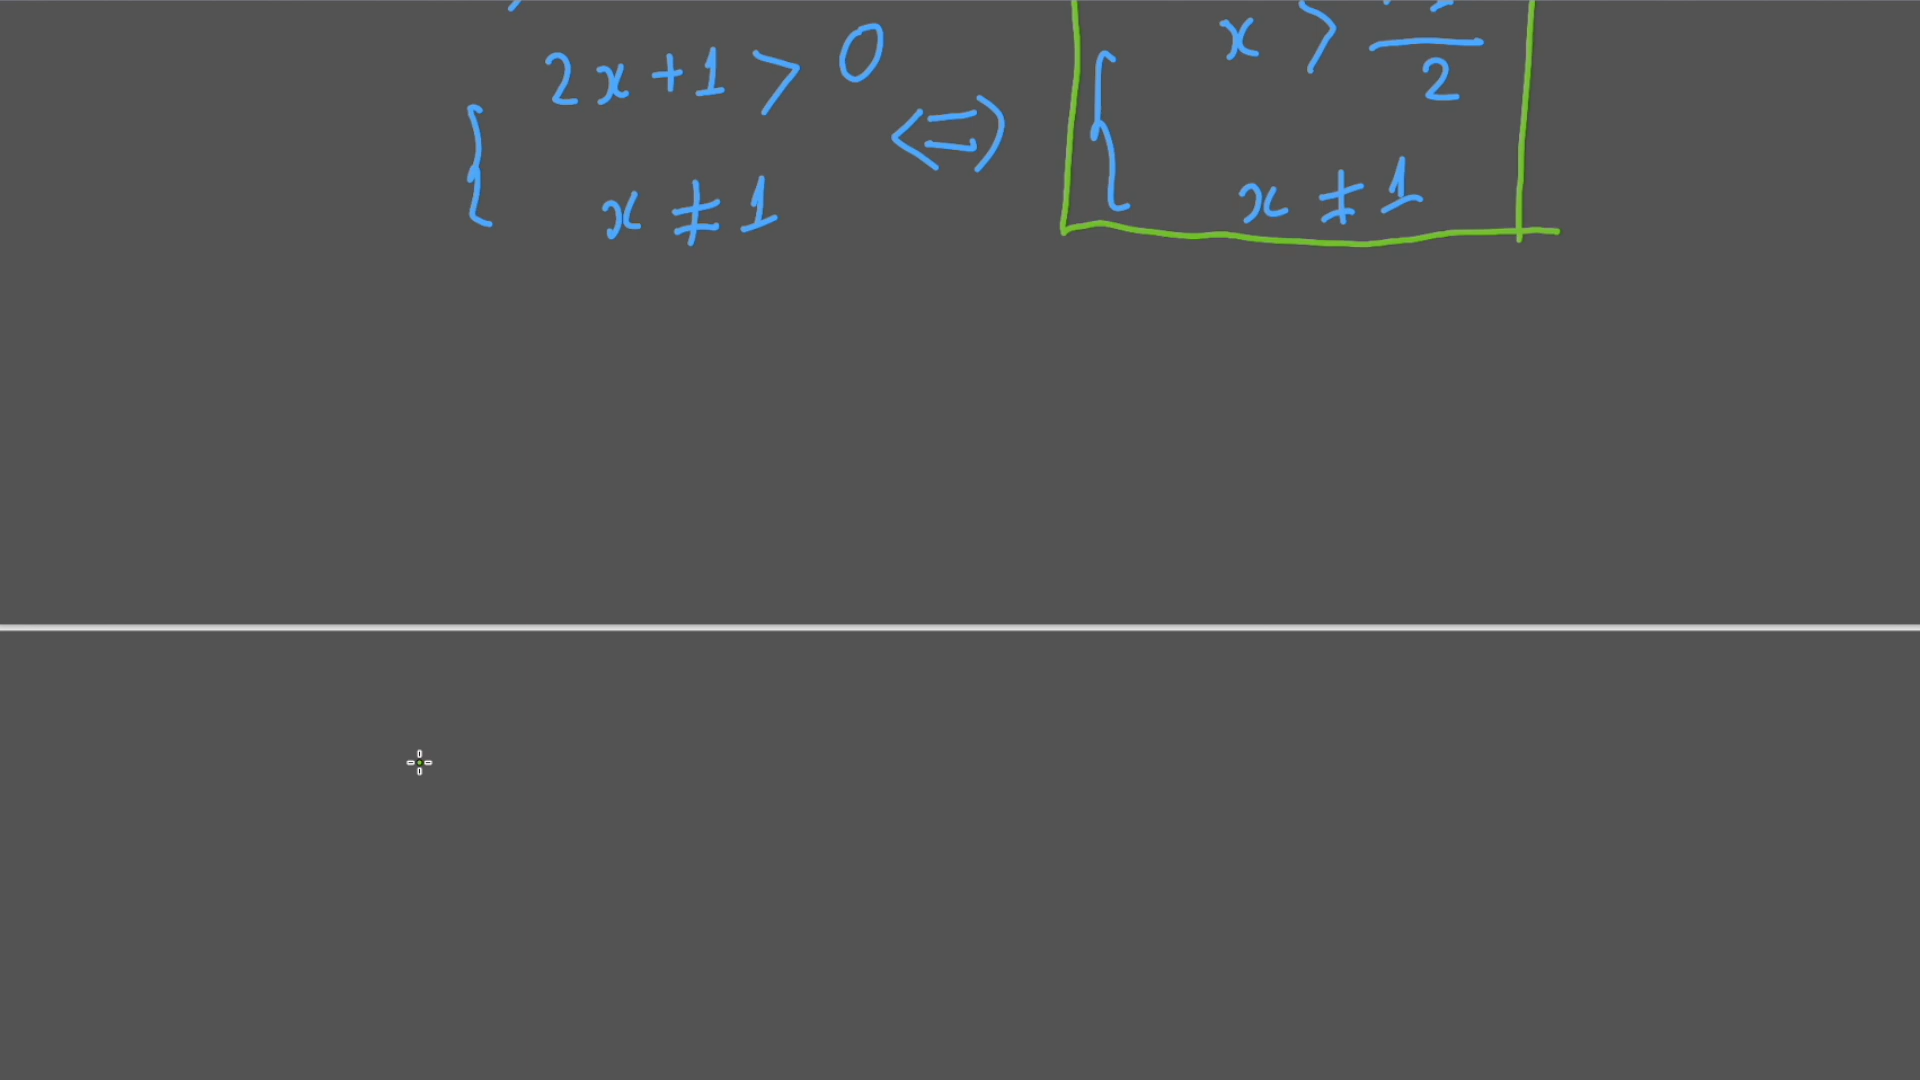 { 2x+1 > 0
x ≠ 1
<=>
{ x > /2
x ≠ 1